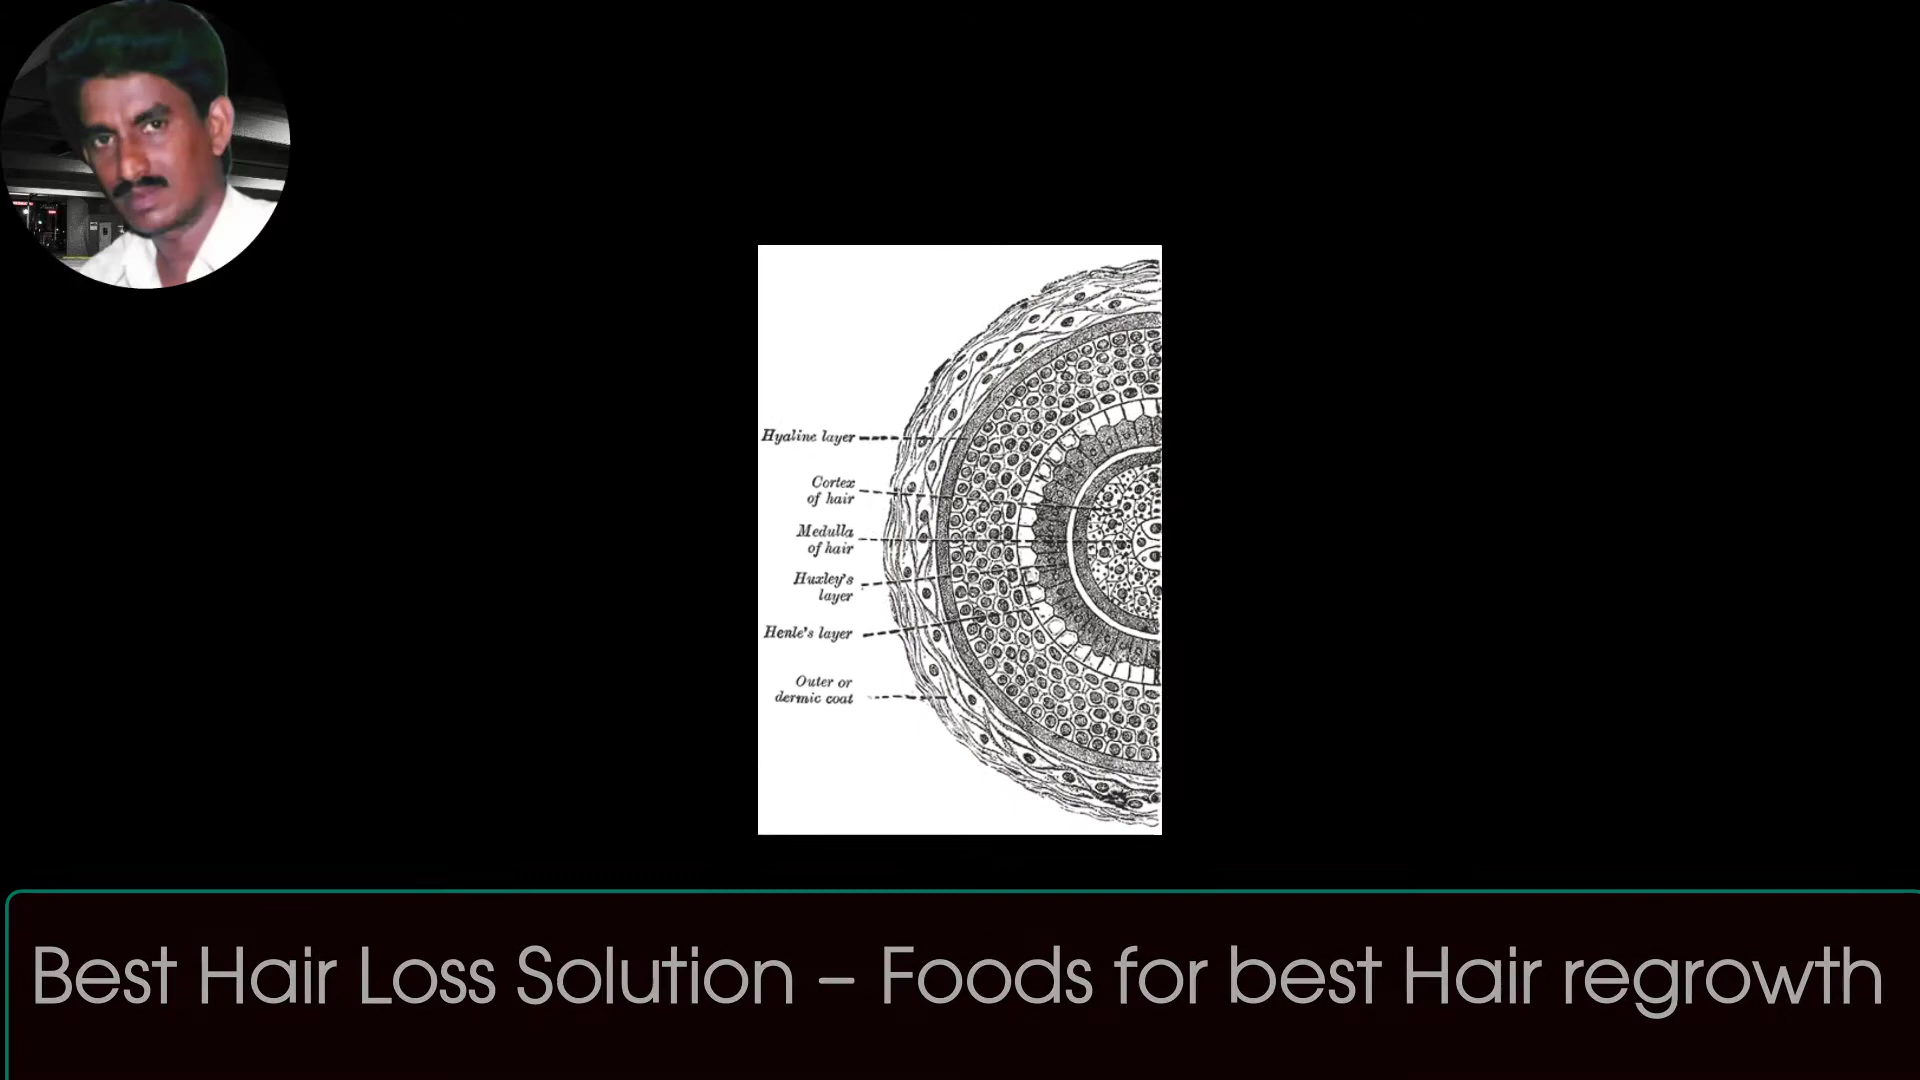 Hyaline layer
Cortex
of hair
Medulla
of hair
Huxley's
layer
Henle's layer
Outer or
dermic coat
Best Hair Loss Solution – Foods for best Hair regrowth